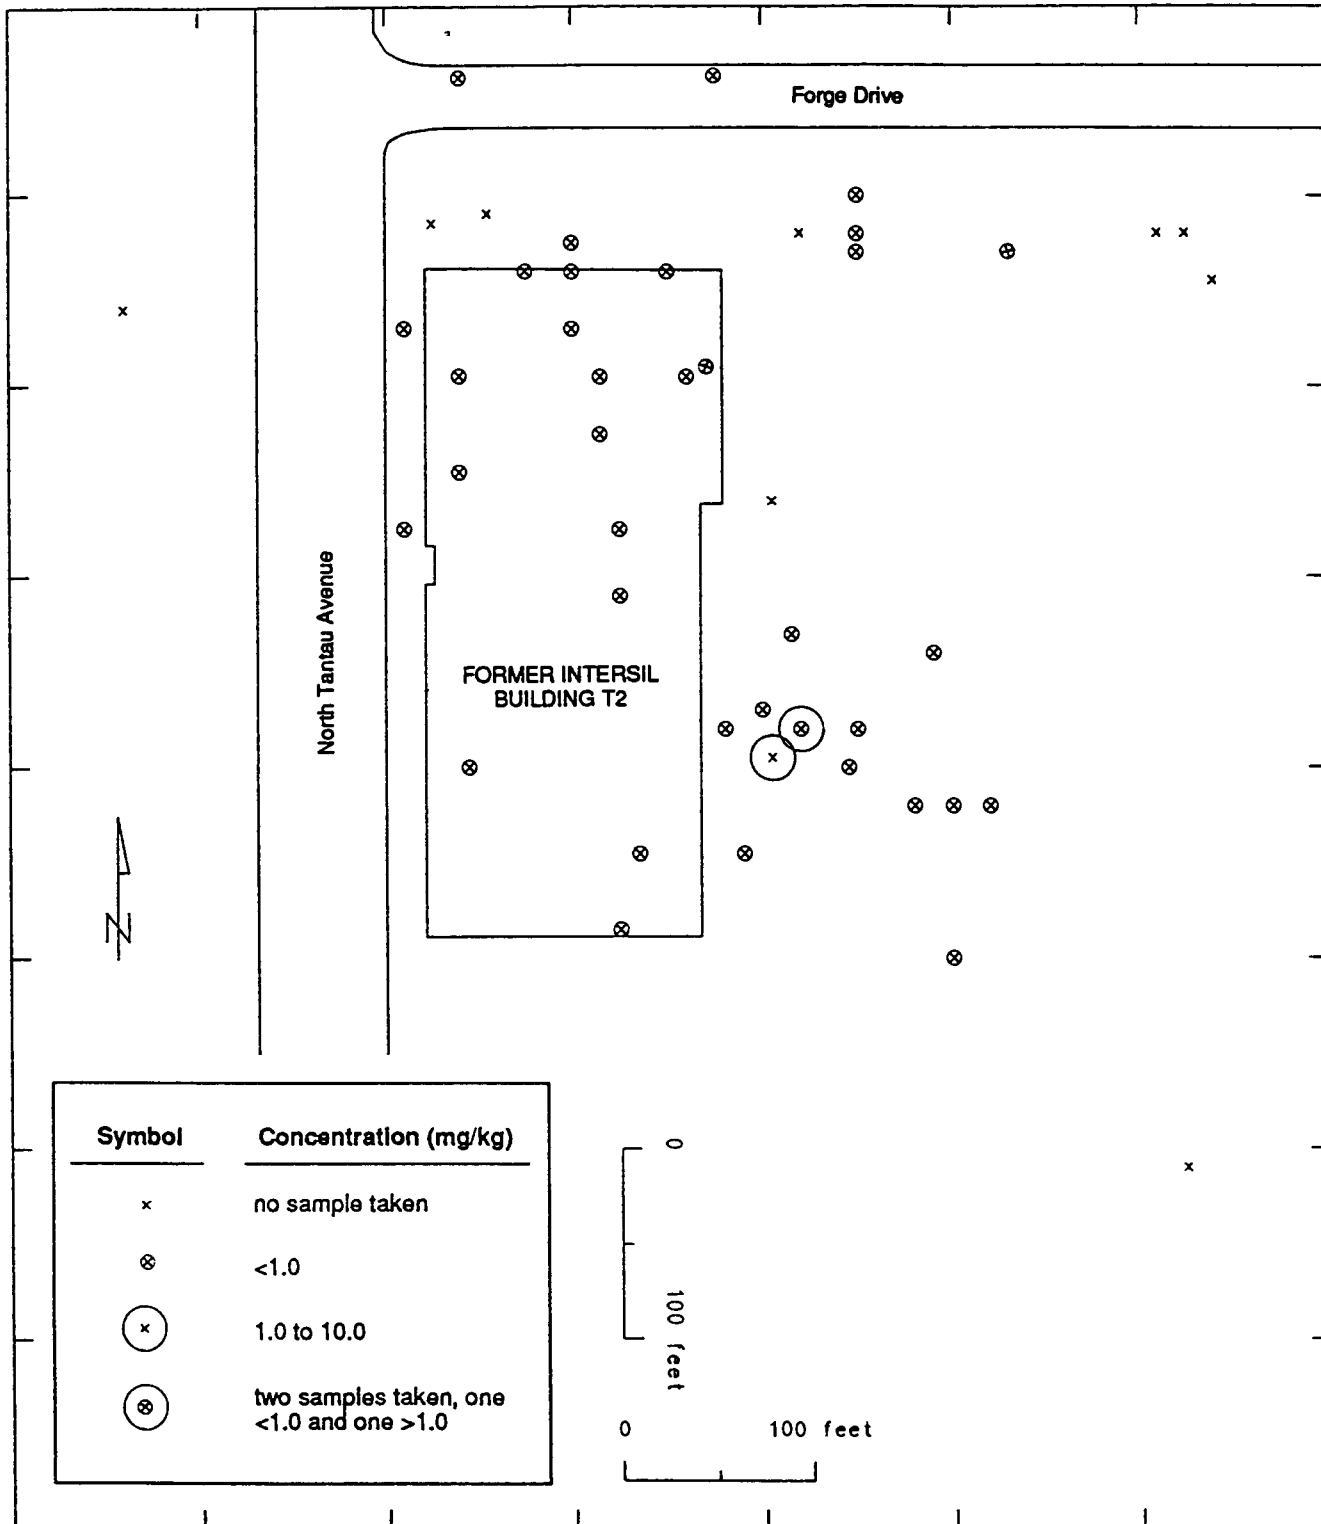 Forge Drive
North Tantau Avenue
FORMER INTERSIL
BUILDING T2
N
Symbol Concentration (mg/kg)
no sample taken
<1.0
1.0 to 10.0
two samples taken, one
<1.0 and one >1.0
0
100 feet
0 100 feet